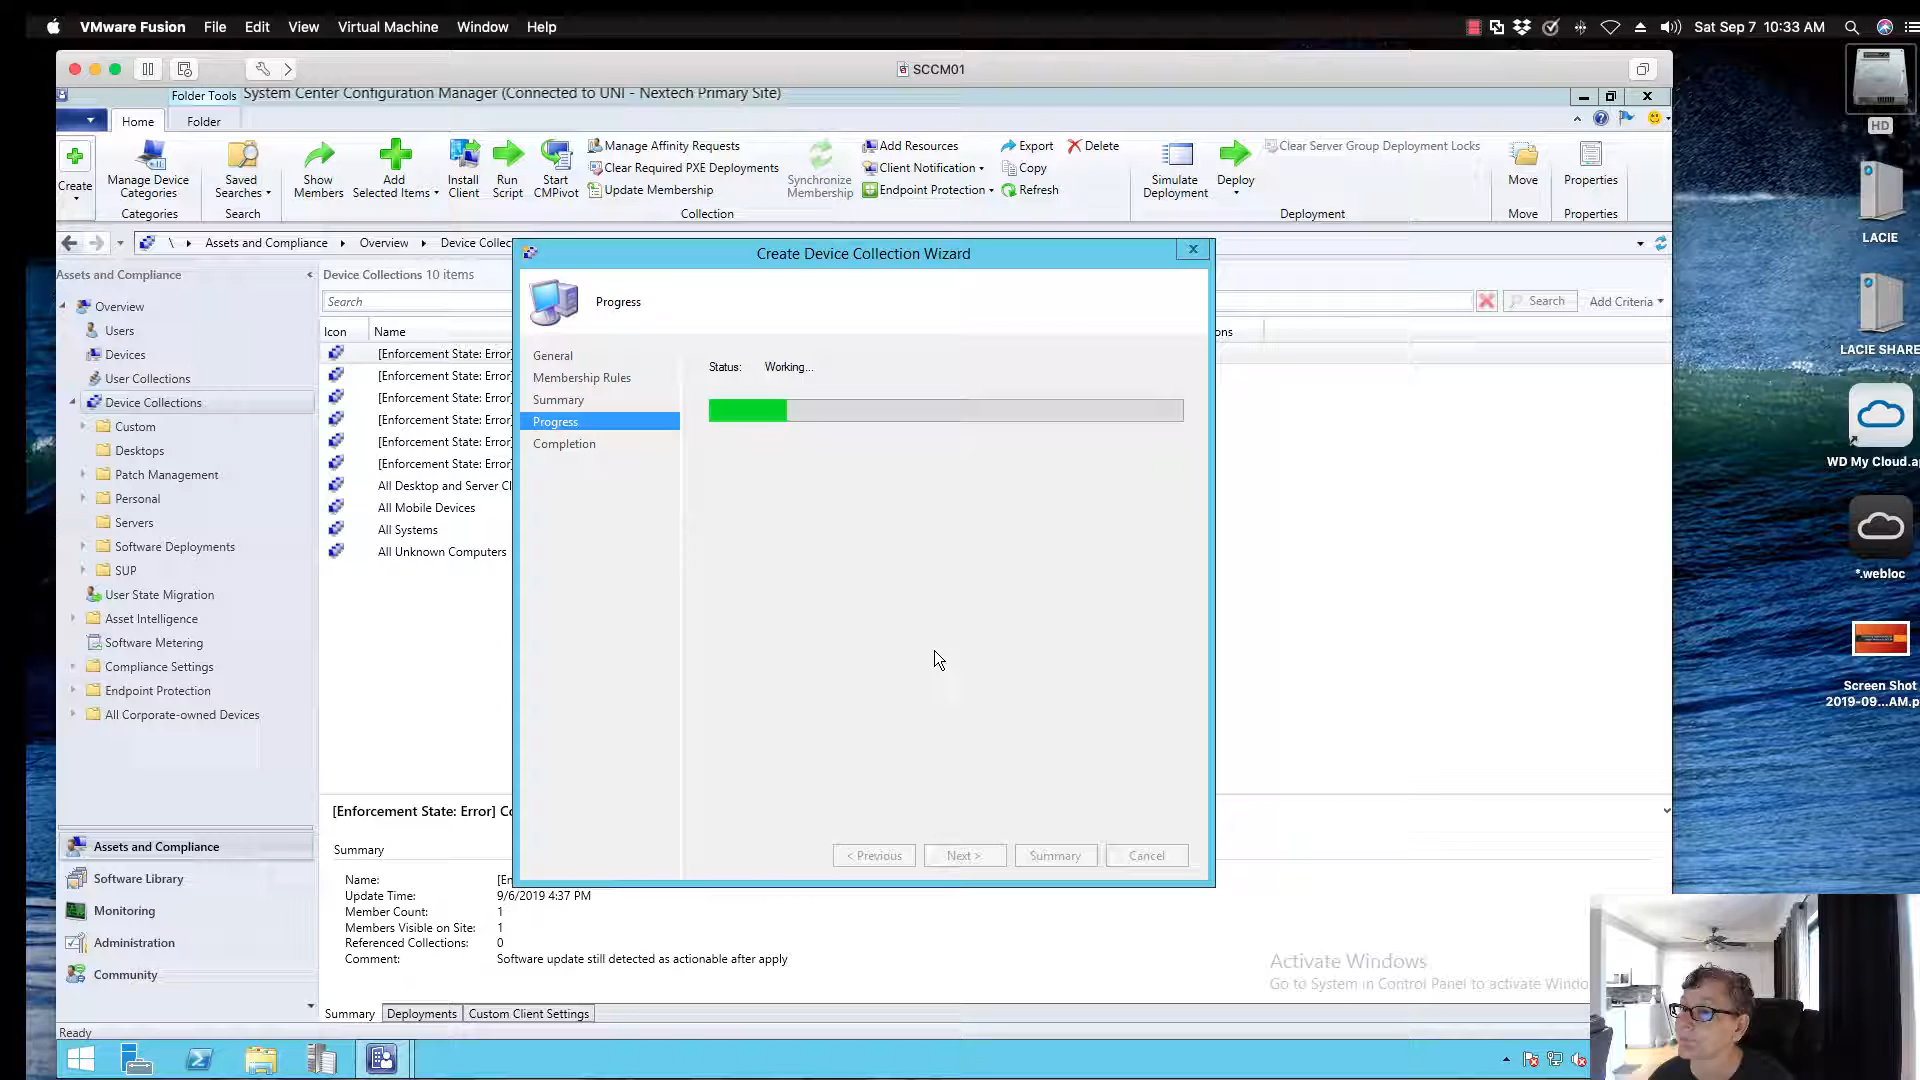 VMware Fusion File Edit View Virtual Machine Window Help
Sat Sep 7 10:33 AM
SCCM01
Folder Tools System Center Configuration Manager (Connected to UNI - Nextech Primary Site)
Home Folder
Create
Manage Device Categories
Categories
Saved Searches
Search
Show Members
Add Selected Items
Install Client
Run Script
Start CMPivot
Manage Affinity Requests
Clear Required PXE Deployments
Update Membership
Synchronize Membership
Add Resources
Client Notification
Endpoint Protection
Export
Copy
Refresh
Delete
Collection
Simulate Deployment
Deploy
Clear Server Group Deployment Locks
Deployment
Move
Move
Properties
Properties
\ Assets and Compliance Overview Device Collec
Assets and Compliance
Overview
Users
Devices
User Collections
Device Collections
Custom
Desktops
Patch Management
Personal
Servers
Software Deployments
SUP
User State Migration
Asset Intelligence
Software Metering
Compliance Settings
Endpoint Protection
All Corporate-owned Devices
Assets and Compliance
Software Library
Monitoring
Administration
Community
Device Collections 10 items
Search
Search Add Criteria
Icon Name ons
[Enforcement State: Error]
[Enforcement State: Error]
[Enforcement State: Error]
[Enforcement State: Error]
[Enforcement State: Error]
[Enforcement State: Error]
All Desktop and Server Cl
All Mobile Devices
All Systems
All Unknown Computers
Create Device Collection Wizard
Progress
General
Membership Rules
Summary
Progress
Completion
Status: Working...
< Previous Next > Summary Cancel
[Enforcement State: Error] Co
Summary
Name: [En
Update Time: 9/6/2019 4:37 PM
Member Count: 1
Members Visible on Site: 1
Referenced Collections: 0
Comment: Software update still detected as actionable after apply
Summary Deployments Custom Client Settings
Ready
Activate Windows
Go to System in Control Panel to activate Windo
HD
LACIE
LACIE SHARE
WD My Cloud.ap
*.webloc
Screen Shot
2019-09...AM.p